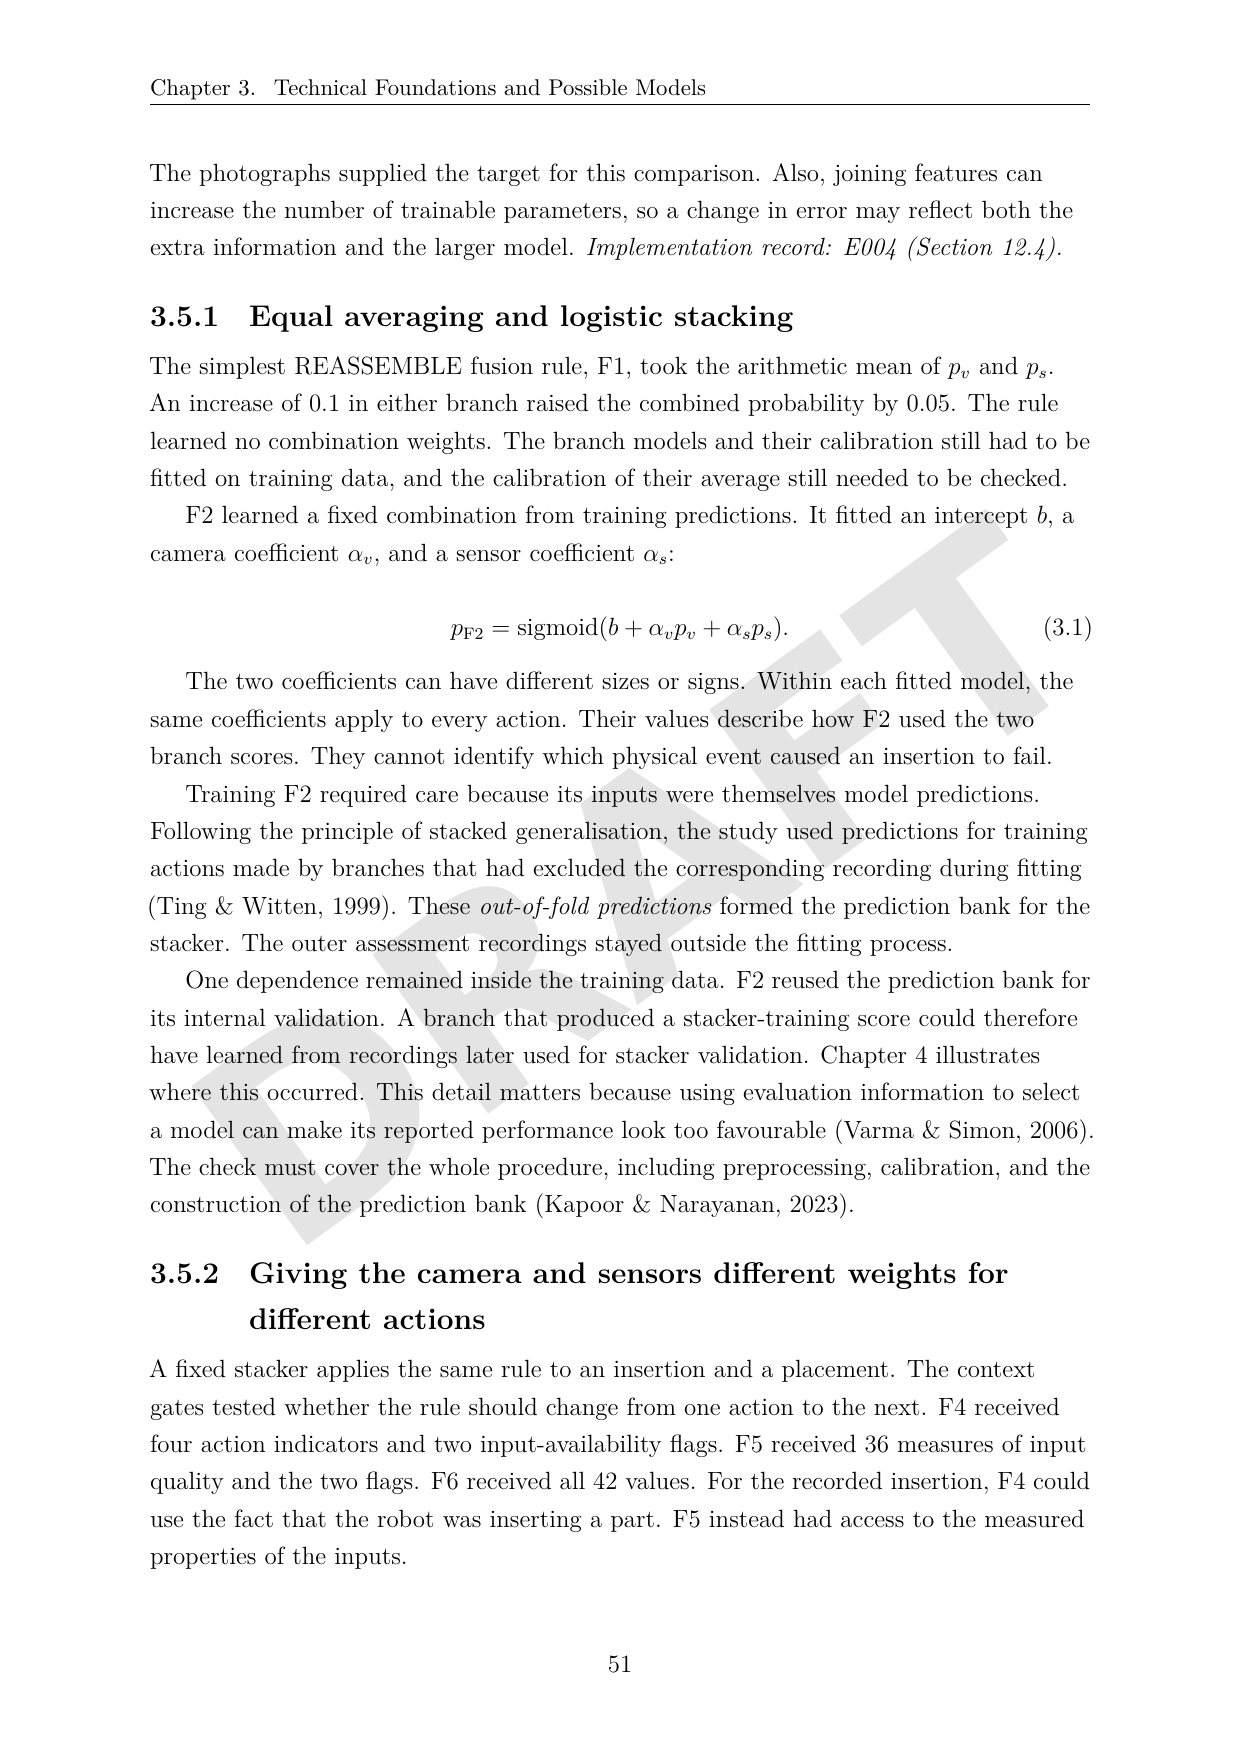 Chapter 3. Technical Foundations and Possible Models
The photographs supplied the target for this comparison. Also, joining features can
increase the number of trainable parameters, so a change in error may reflect both the
extra information and the larger model. Implementation record: E004 (Section 12.4).
3.5.1 Equal averaging and logistic stacking
The simplest REASSEMBLE fusion rule, F1, took the arithmetic mean of pᵥ and pₛ.
An increase of 0.1 in either branch raised the combined probability by 0.05. The rule
learned no combination weights. The branch models and their calibration still had to be
fitted on training data, and the calibration of their average still needed to be checked.
F2 learned a fixed combination from training predictions. It fitted an intercept b, a
camera coefficient αᵥ, and a sensor coefficient αₛ:
p_F2 = sigmoid(b + αᵥpᵥ + αₛpₛ). (3.1)
The two coefficients can have different sizes or signs. Within each fitted model, the
same coefficients apply to every action. Their values describe how F2 used the two
branch scores. They cannot identify which physical event caused an insertion to fail.
Training F2 required care because its inputs were themselves model predictions.
Following the principle of stacked generalisation, the study used predictions for training
actions made by branches that had excluded the corresponding recording during fitting
(Ting & Witten, 1999). These out-of-fold predictions formed the prediction bank for the
stacker. The outer assessment recordings stayed outside the fitting process.
One dependence remained inside the training data. F2 reused the prediction bank for
its internal validation. A branch that produced a stacker-training score could therefore
have learned from recordings later used for stacker validation. Chapter 4 illustrates
where this occurred. This detail matters because using evaluation information to select
a model can make its reported performance look too favourable (Varma & Simon, 2006).
The check must cover the whole procedure, including preprocessing, calibration, and the
construction of the prediction bank (Kapoor & Narayanan, 2023).
3.5.2 Giving the camera and sensors different weights for
different actions
A fixed stacker applies the same rule to an insertion and a placement. The context
gates tested whether the rule should change from one action to the next. F4 received
four action indicators and two input-availability flags. F5 received 36 measures of input
quality and the two flags. F6 received all 42 values. For the recorded insertion, F4 could
use the fact that the robot was inserting a part. F5 instead had access to the measured
properties of the inputs.
51
DRAFT